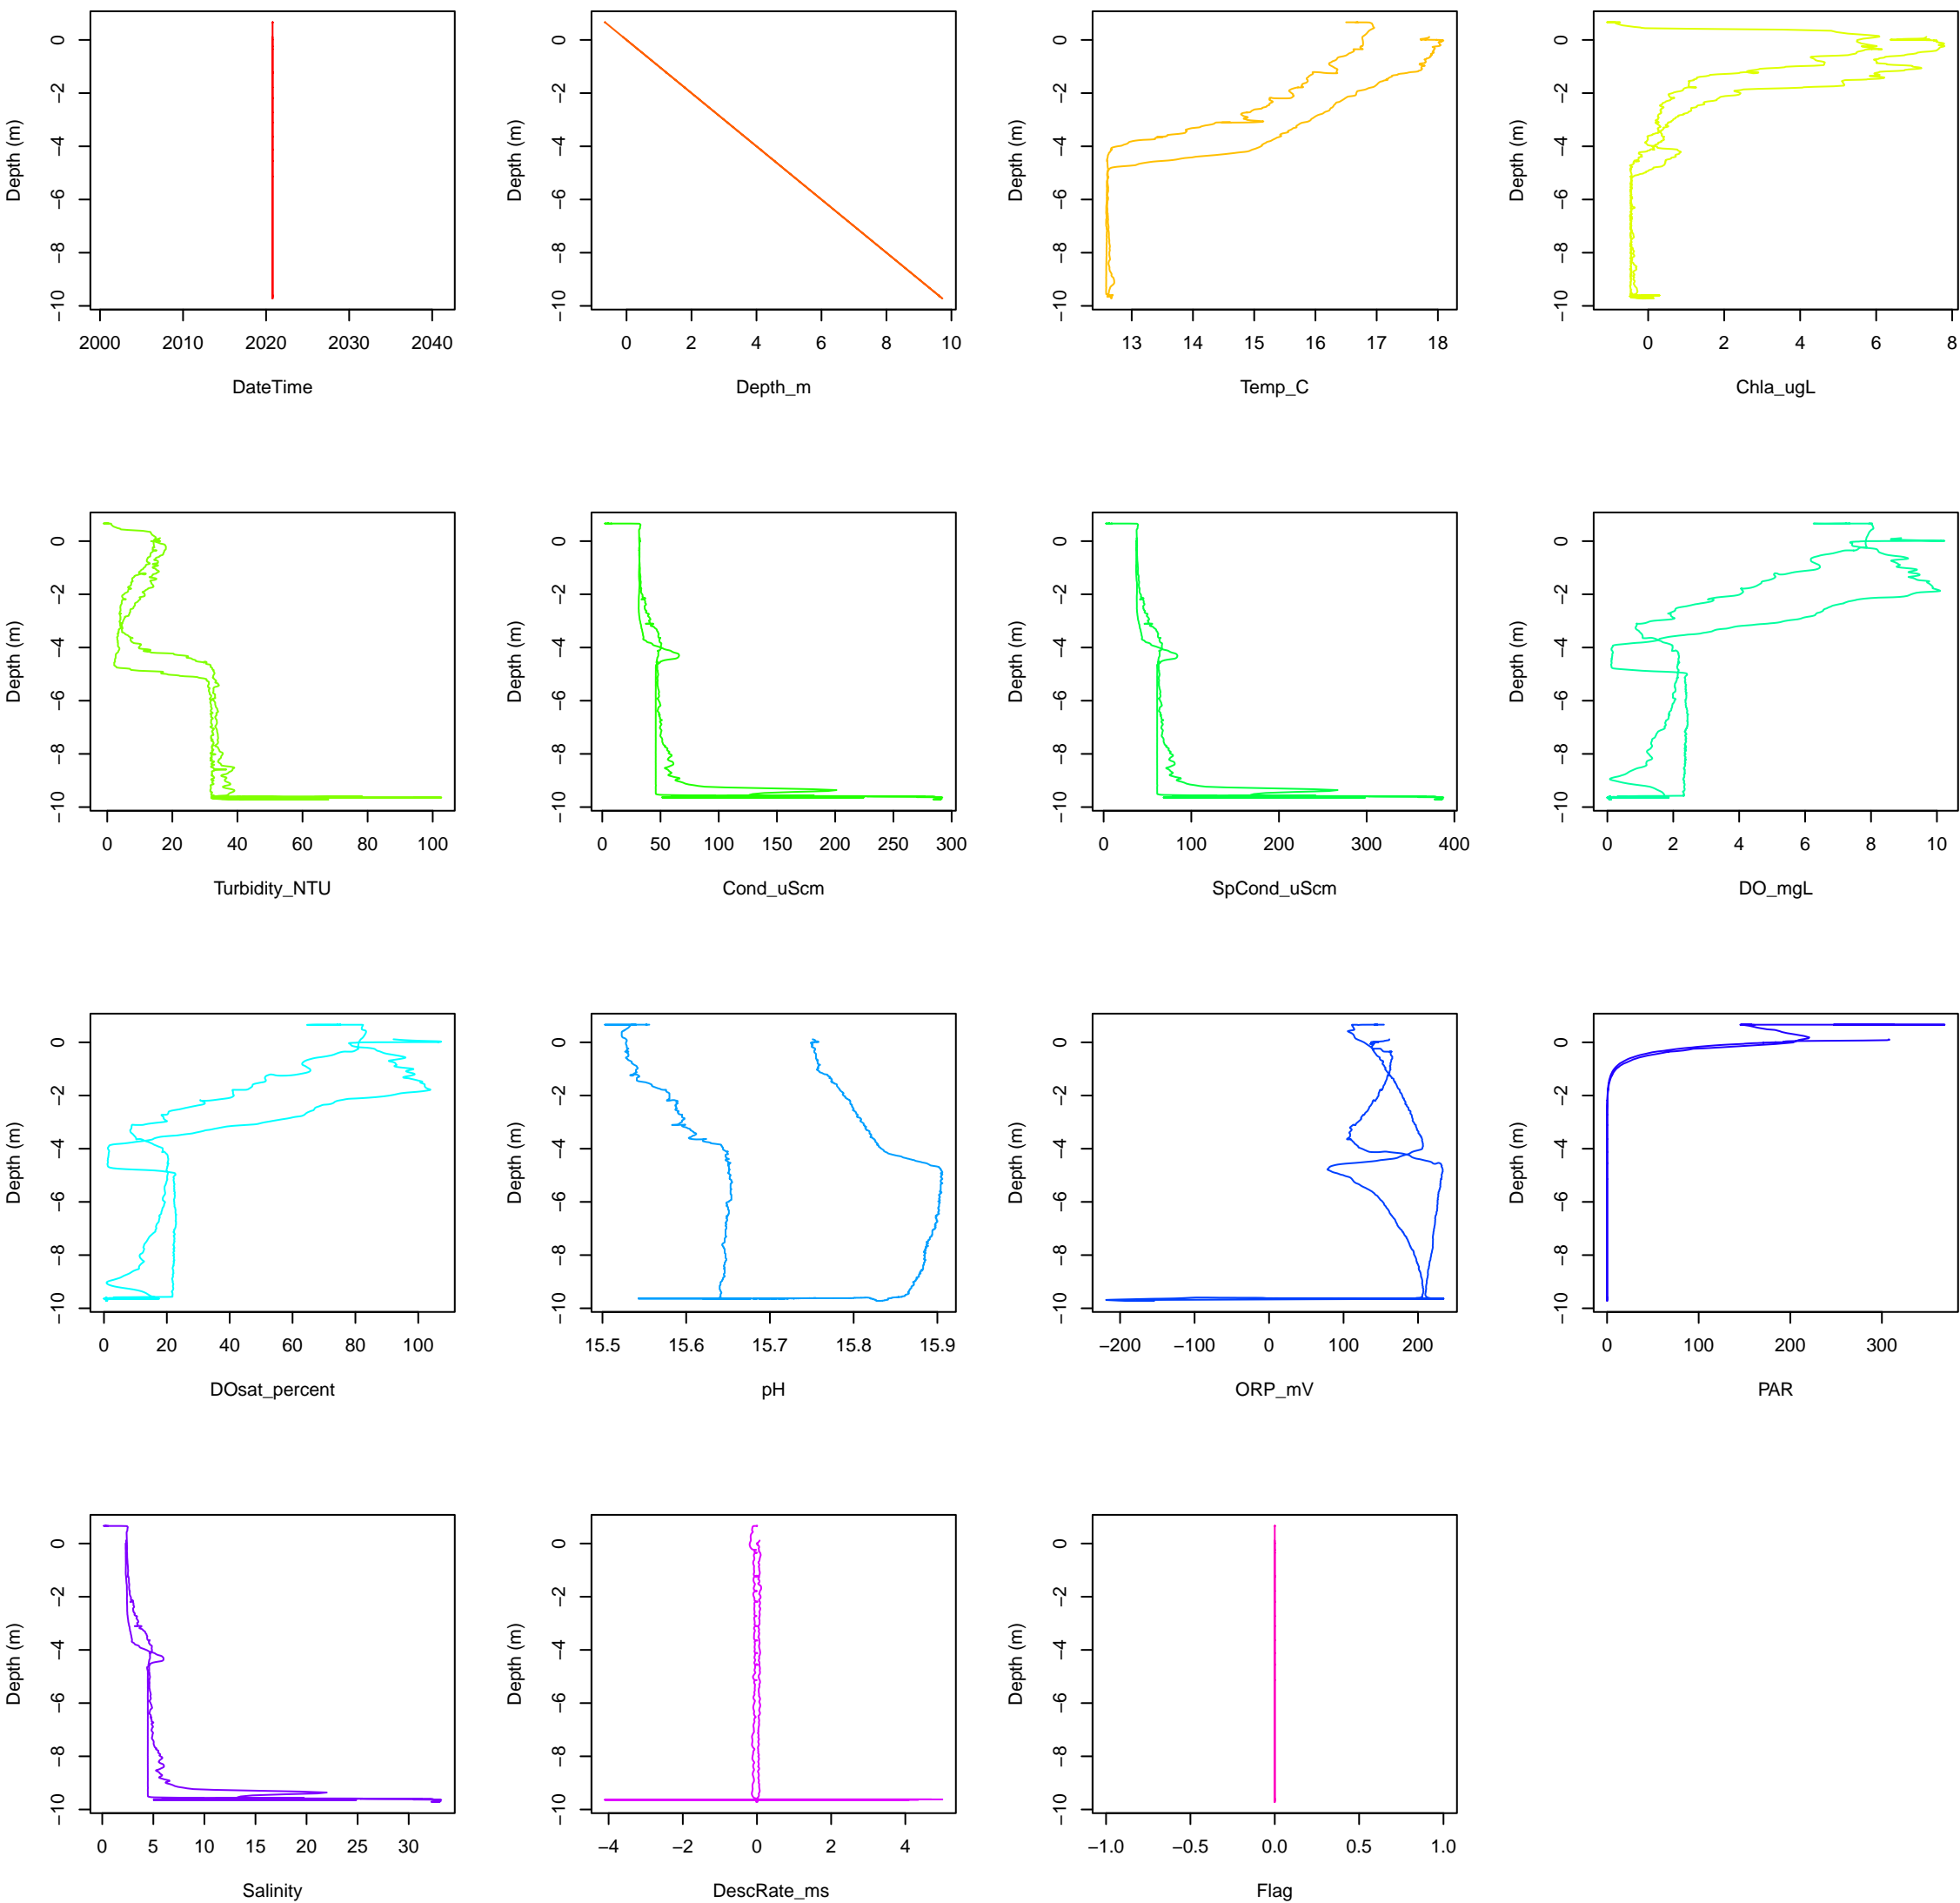 Depth (m)
0
−2
−4
−6
−8
−10
2000 2010 2020 2030 2040
DateTime
Depth (m)
0
−2
−4
−6
−8
−10
0 2 4 6 8 10
Depth_m
Depth (m)
0
−2
−4
−6
−8
−10
13 14 15 16 17 18
Temp_C
Depth (m)
0
−2
−4
−6
−8
−10
0 2 4 6 8
Chla_ugL
Depth (m)
0
−2
−4
−6
−8
−10
0 20 40 60 80 100
Turbidity_NTU
Depth (m)
0
−2
−4
−6
−8
−10
0 50 100 150 200 250 300
Cond_uScm
Depth (m)
0
−2
−4
−6
−8
−10
0 100 200 300 400
SpCond_uScm
Depth (m)
0
−2
−4
−6
−8
−10
0 2 4 6 8 10
DO_mgL
Depth (m)
0
−2
−4
−6
−8
−10
0 20 40 60 80 100
DOsat_percent
Depth (m)
0
−2
−4
−6
−8
−10
15.5 15.6 15.7 15.8 15.9
pH
Depth (m)
0
−2
−4
−6
−8
−10
−200 −100 0 100 200
ORP_mV
Depth (m)
0
−2
−4
−6
−8
−10
0 100 200 300
PAR
Depth (m)
0
−2
−4
−6
−8
−10
0 5 10 15 20 25 30
Salinity
Depth (m)
0
−2
−4
−6
−8
−10
−4 −2 0 2 4
DescRate_ms
Depth (m)
0
−2
−4
−6
−8
−10
−1.0 −0.5 0.0 0.5 1.0
Flag